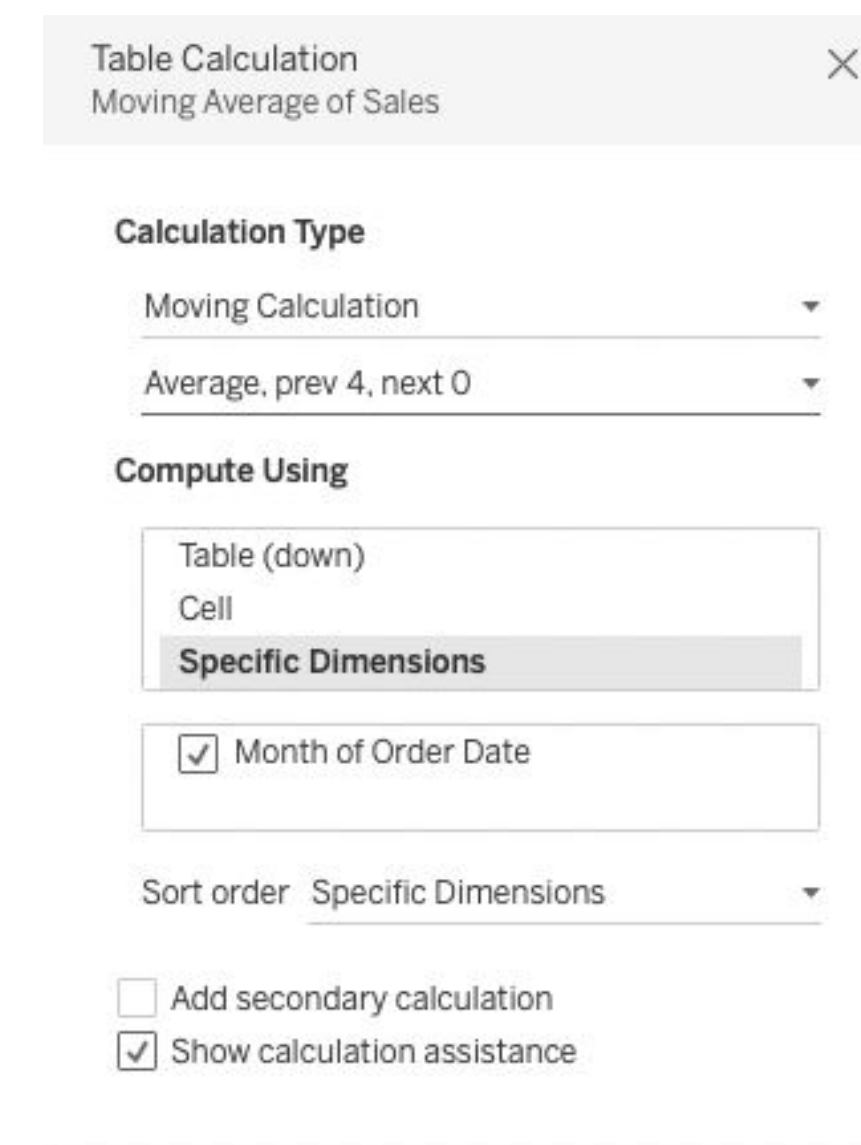 Table Calculation
Moving Average of Sales
Calculation Type
Moving Calculation
Average, prev 4, next 0
Compute Using
Table (down)
Cell
Specific Dimensions
Month of Order Date
Sort order Specific Dimensions
Add secondary calculation
Show calculation assistance